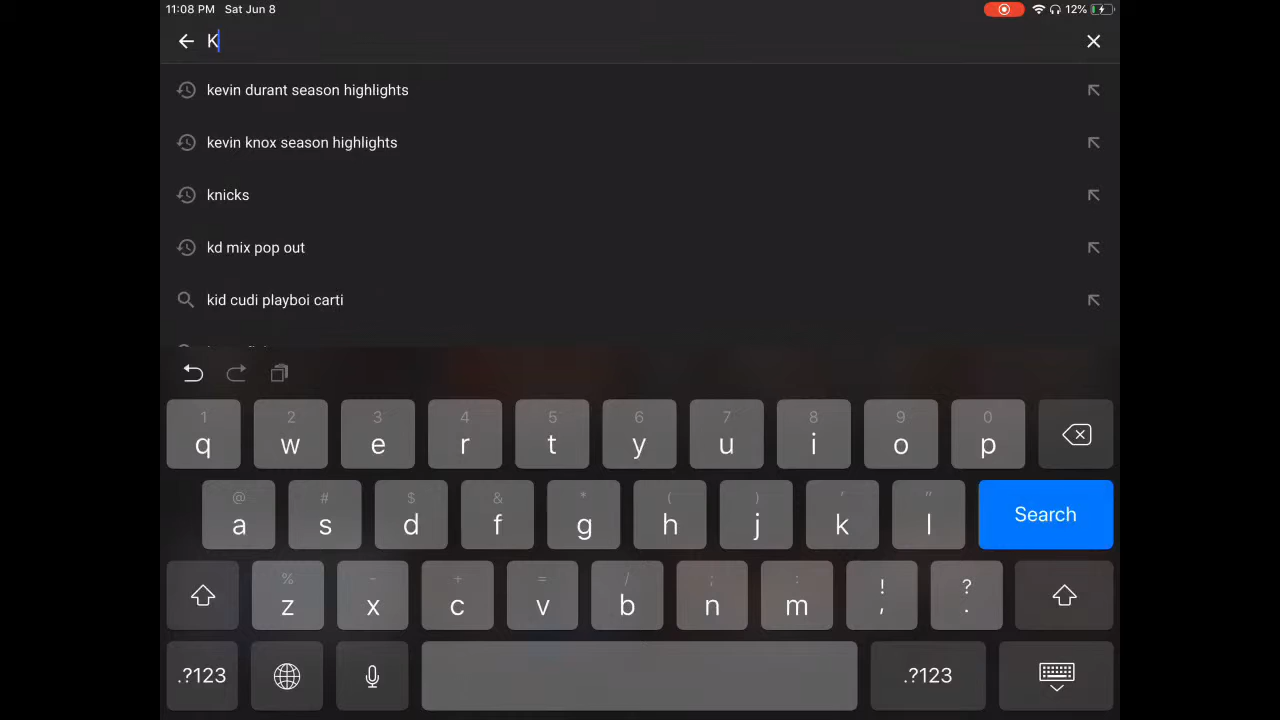 11:08 PM Sat Jun 8 12%
K
kevin durant season highlights
kevin knox season highlights
knicks
kd mix pop out
kid cudi playboi carti
1 2 3 4 5 6 7 8 9 0
q w e r t y u i o p
@ # $ & * ( ) ' "
a s d f g h j k l Search
% - + = / ; : ! ?
z x c v b n m , .
.?123 .?123